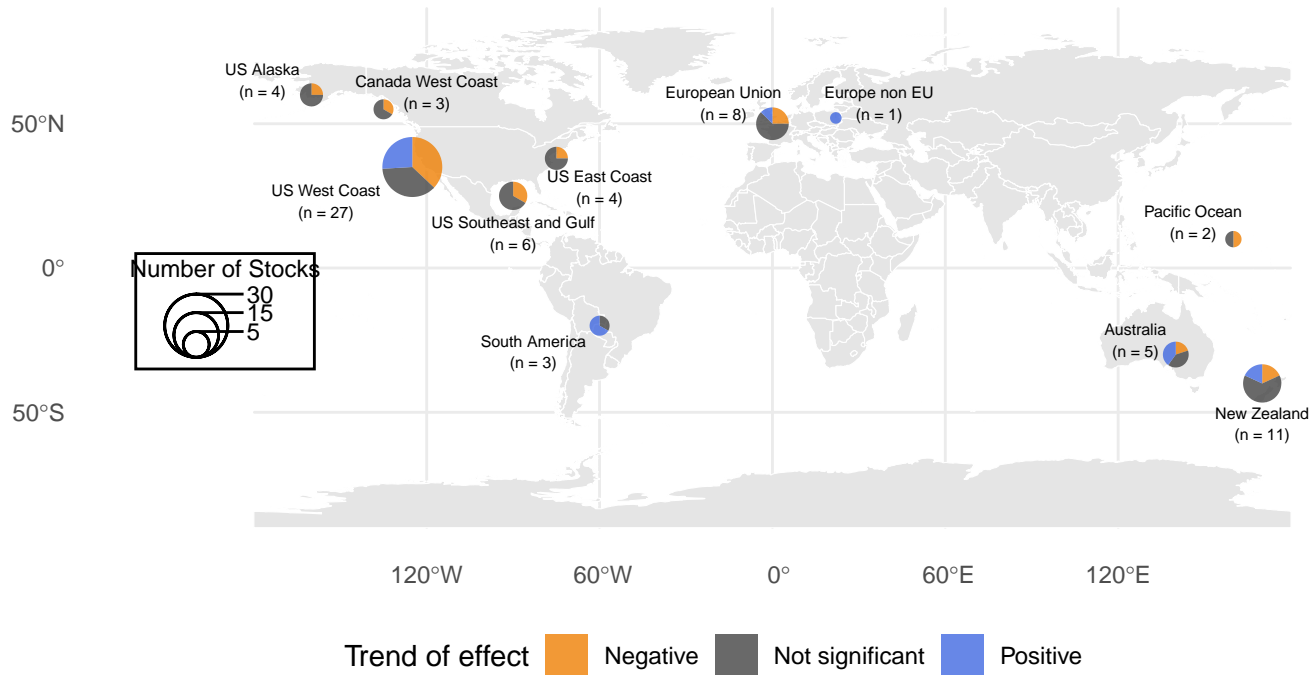 US Alaska
(n = 4)
Canada West Coast
(n = 3)
European Union
(n = 8)
Europe non EU
(n = 1)
50°N
US West Coast
(n = 27)
US East Coast
(n = 4)
US Southeast and Gulf
(n = 6)
Pacific Ocean
(n = 2)
Number of Stocks
30
15
5
0°
South America
(n = 3)
Australia
(n = 5)
50°S
New Zealand
(n = 11)
120°W
60°W
0°
60°E
120°E
Trend of effect
Negative
Not significant
Positive